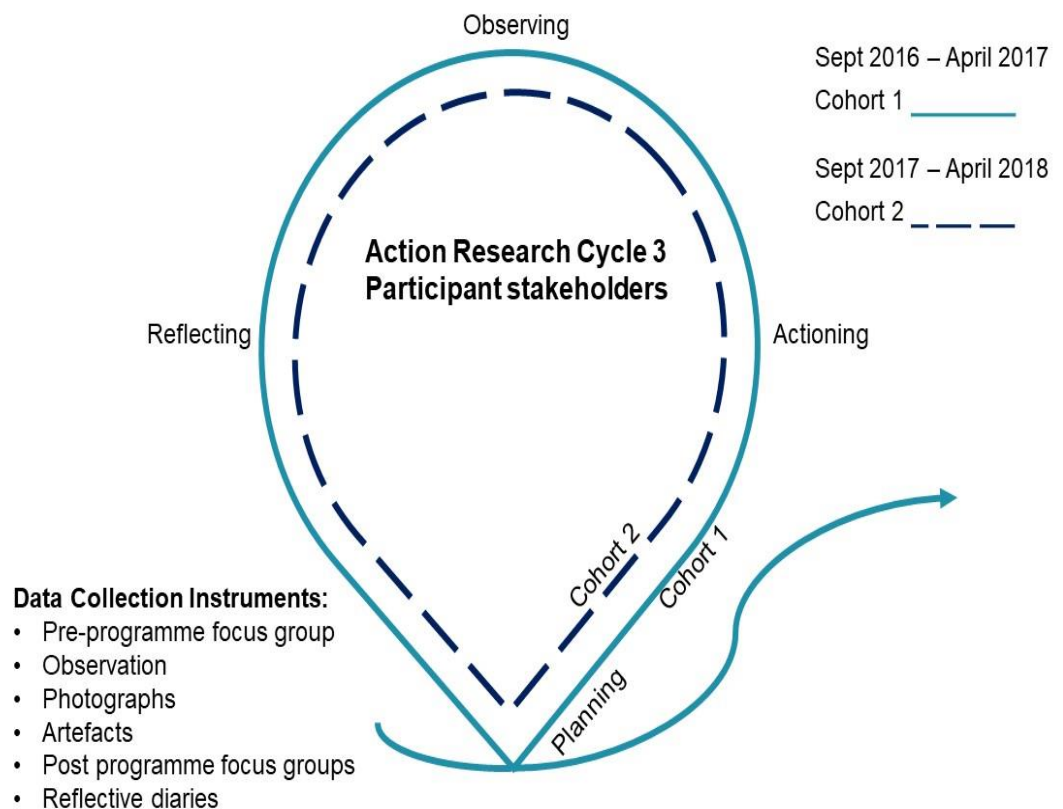 Observing
Sept 2016 – April 2017
Cohort 1
Sept 2017 – April 2018
Cohort 2
Action Research Cycle 3
Participant stakeholders
Reflecting
Actioning
Cohort 2
Cohort 1
Planning
Data Collection Instruments:
• Pre-programme focus group
• Observation
• Photographs
• Artefacts
• Post programme focus groups
• Reflective diaries